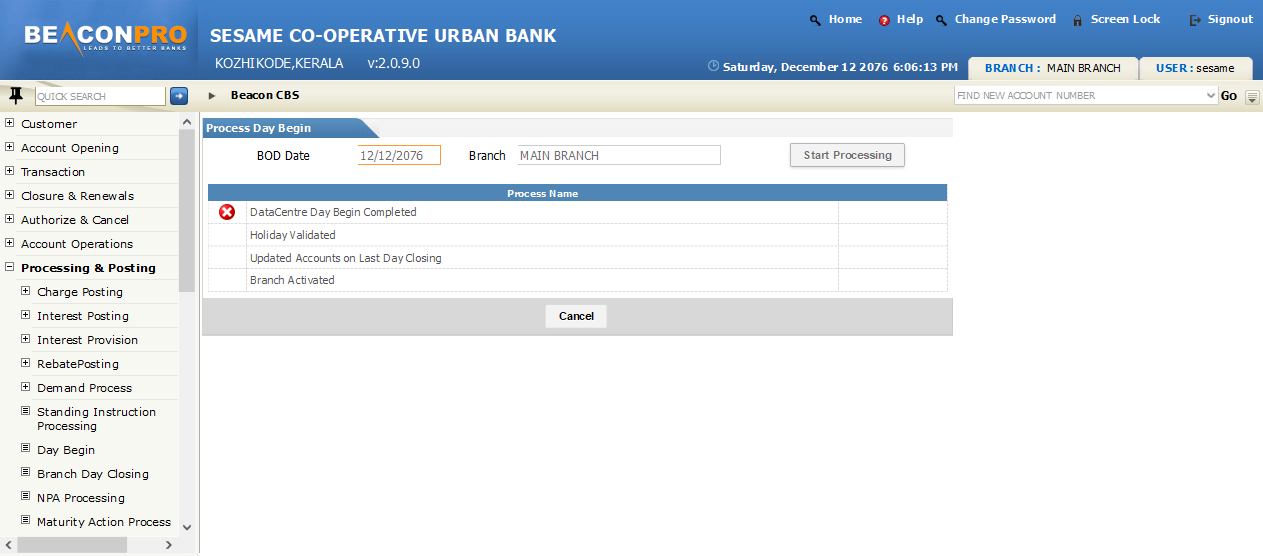 Home
Help
Change Password
Screen Lock
Signout
BEACONPRO
LEADS TO BETTER BANKS
SESAME CO-OPERATIVE URBAN BANK
KOZHIKODE,KERALA v:2.0.9.0
Saturday, December 12 2076 6:06:13 PM
BRANCH : MAIN BRANCH
USER : sesame
QUICK SEARCH
Beacon CBS
FIND NEW ACCOUNT NUMBER
Go
Customer
Account Opening
Transaction
Closure & Renewals
Authorize & Cancel
Account Operations
Processing & Posting
Charge Posting
Interest Posting
Interest Provision
RebatePosting
Demand Process
Standing Instruction
Processing
Day Begin
Branch Day Closing
NPA Processing
Maturity Action Process
Process Day Begin
BOD Date 12/12/2076 Branch MAIN BRANCH Start Processing
Process Name
DataCentre Day Begin Completed
Holiday Validated
Updated Accounts on Last Day Closing
Branch Activated
Cancel